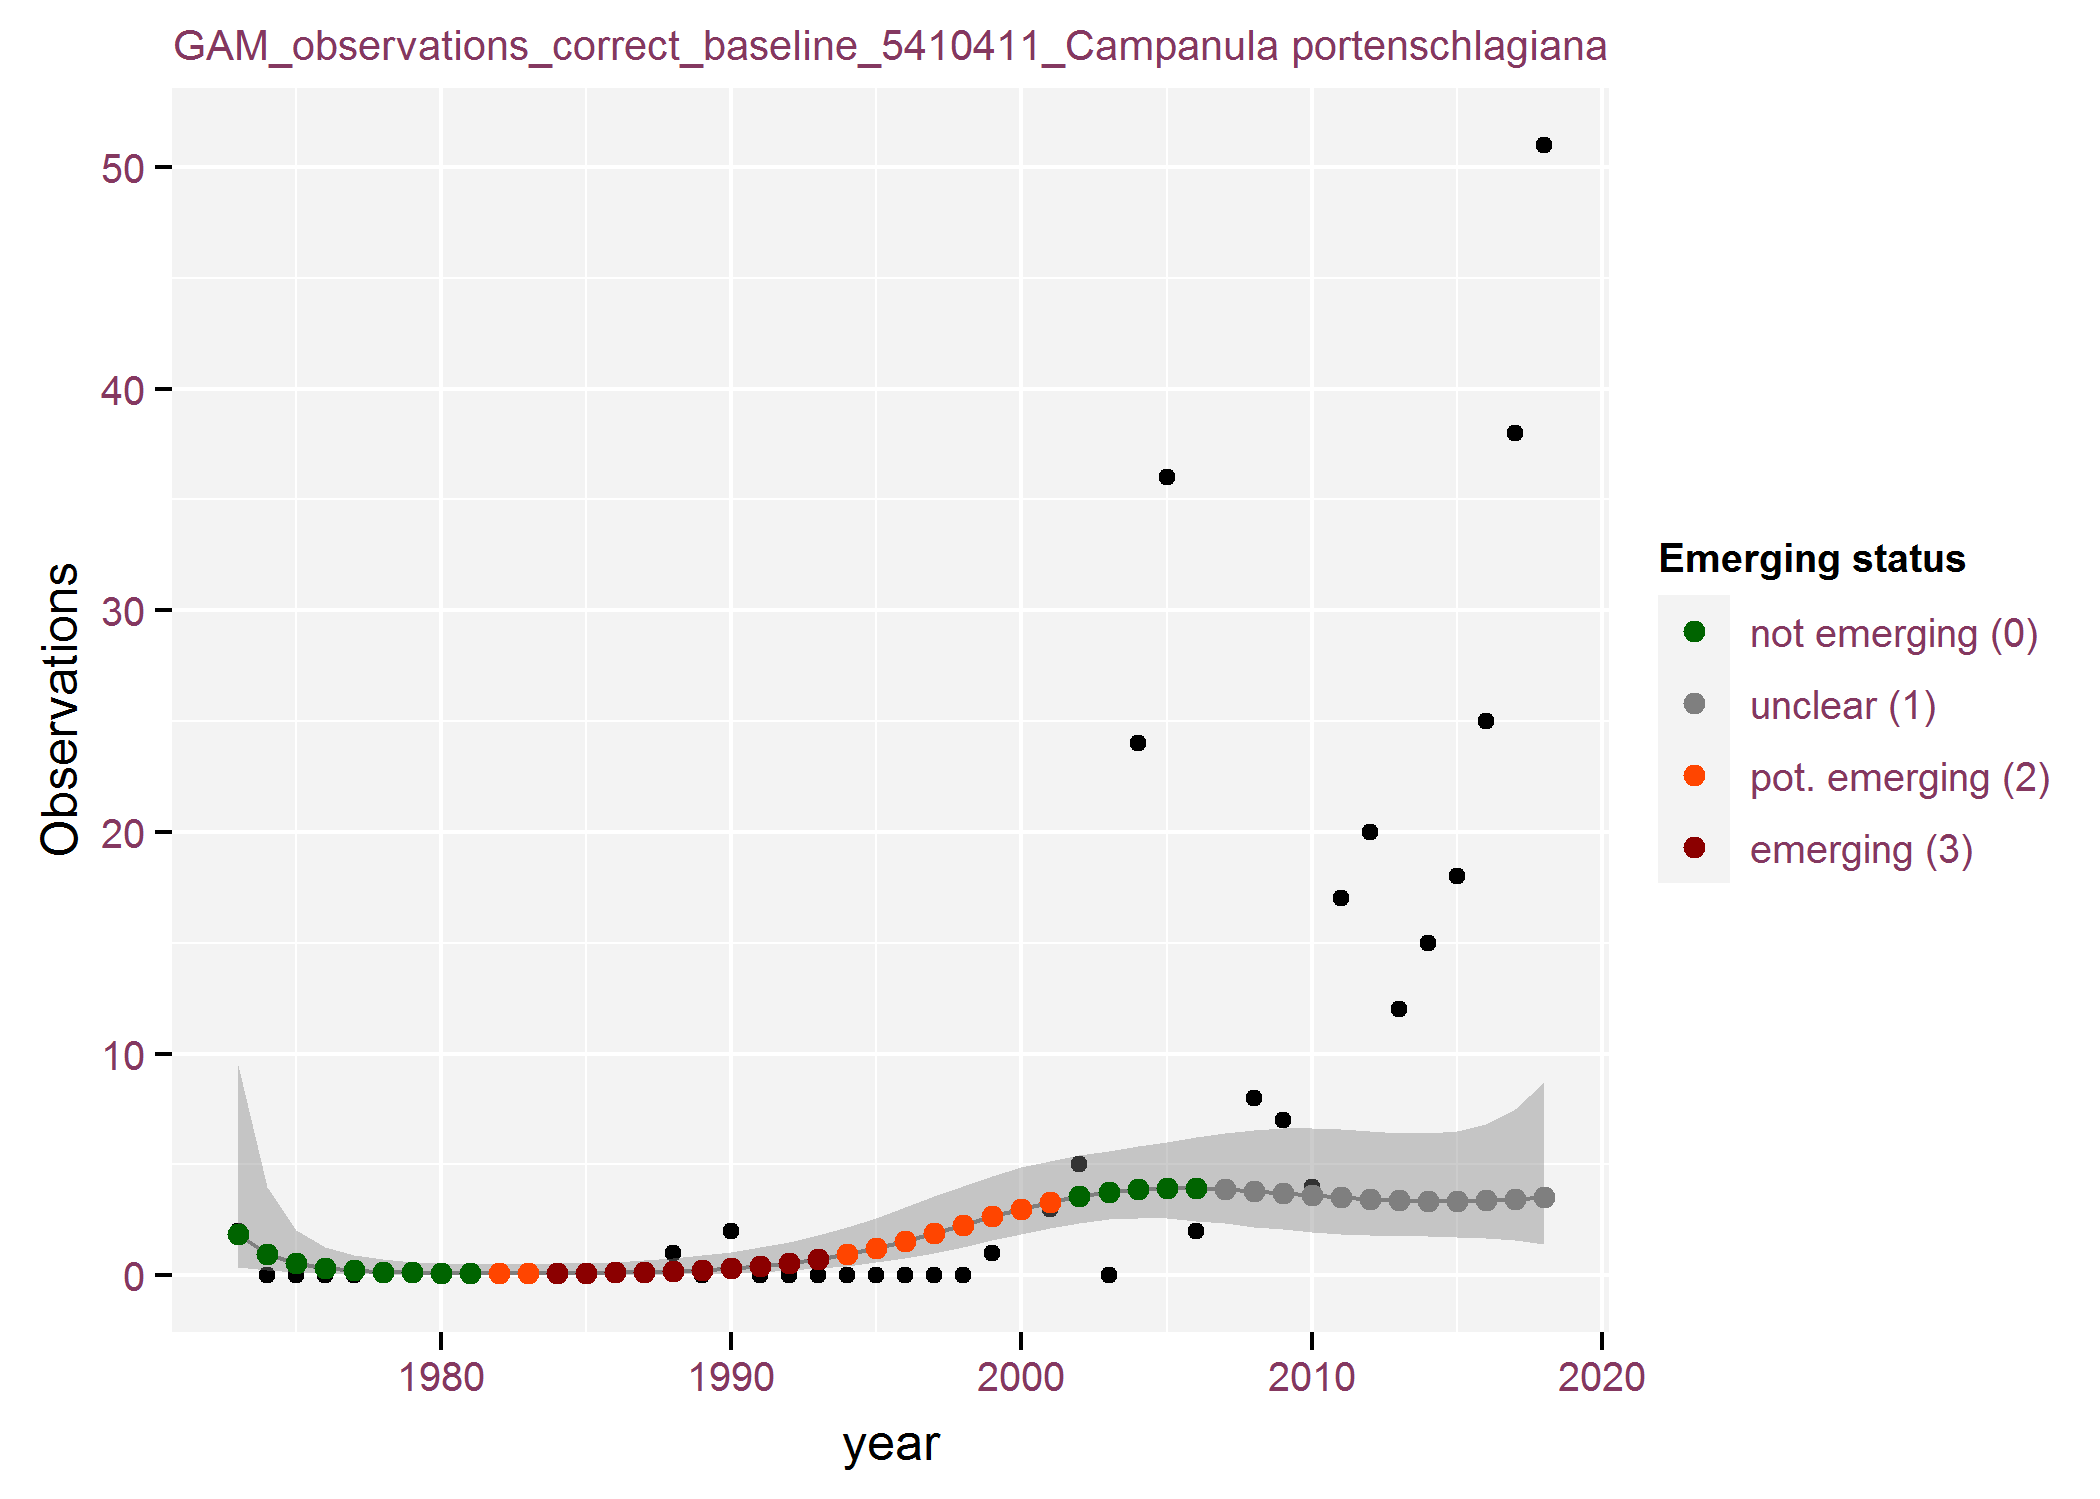 GAM_observations_correct_baseline_5410411_Campanula portenschlagiana
50
40
30
20
10
0
Observations
1980 1990 2000 2010 2020
year
Emerging status
not emerging (0)
unclear (1)
pot. emerging (2)
emerging (3)